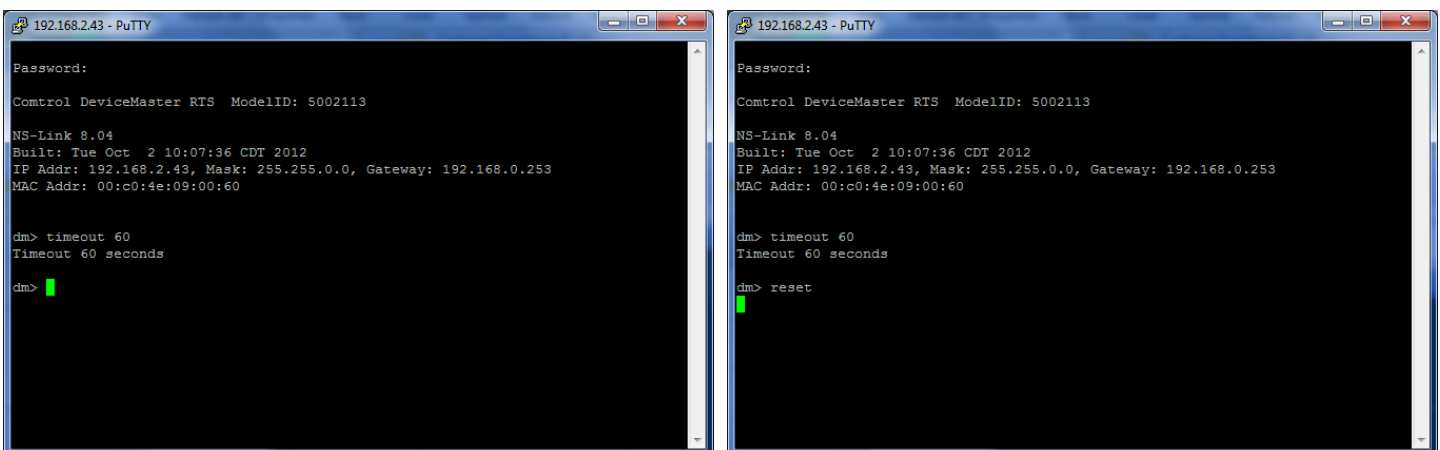 192.168.2.43 - PuTTY
Password:
Comtrol DeviceMaster RTS  ModelID: 5002113
NS-Link 8.04
Built: Tue Oct  2 10:07:36 CDT 2012
IP Addr: 192.168.2.43, Mask: 255.255.0.0, Gateway: 192.168.0.253
MAC Addr: 00:c0:4e:09:00:60
dm> timeout 60
Timeout 60 seconds
dm>
192.168.2.43 - PuTTY
Password:
Comtrol DeviceMaster RTS  ModelID: 5002113
NS-Link 8.04
Built: Tue Oct  2 10:07:36 CDT 2012
IP Addr: 192.168.2.43, Mask: 255.255.0.0, Gateway: 192.168.0.253
MAC Addr: 00:c0:4e:09:00:60
dm> timeout 60
Timeout 60 seconds
dm> reset